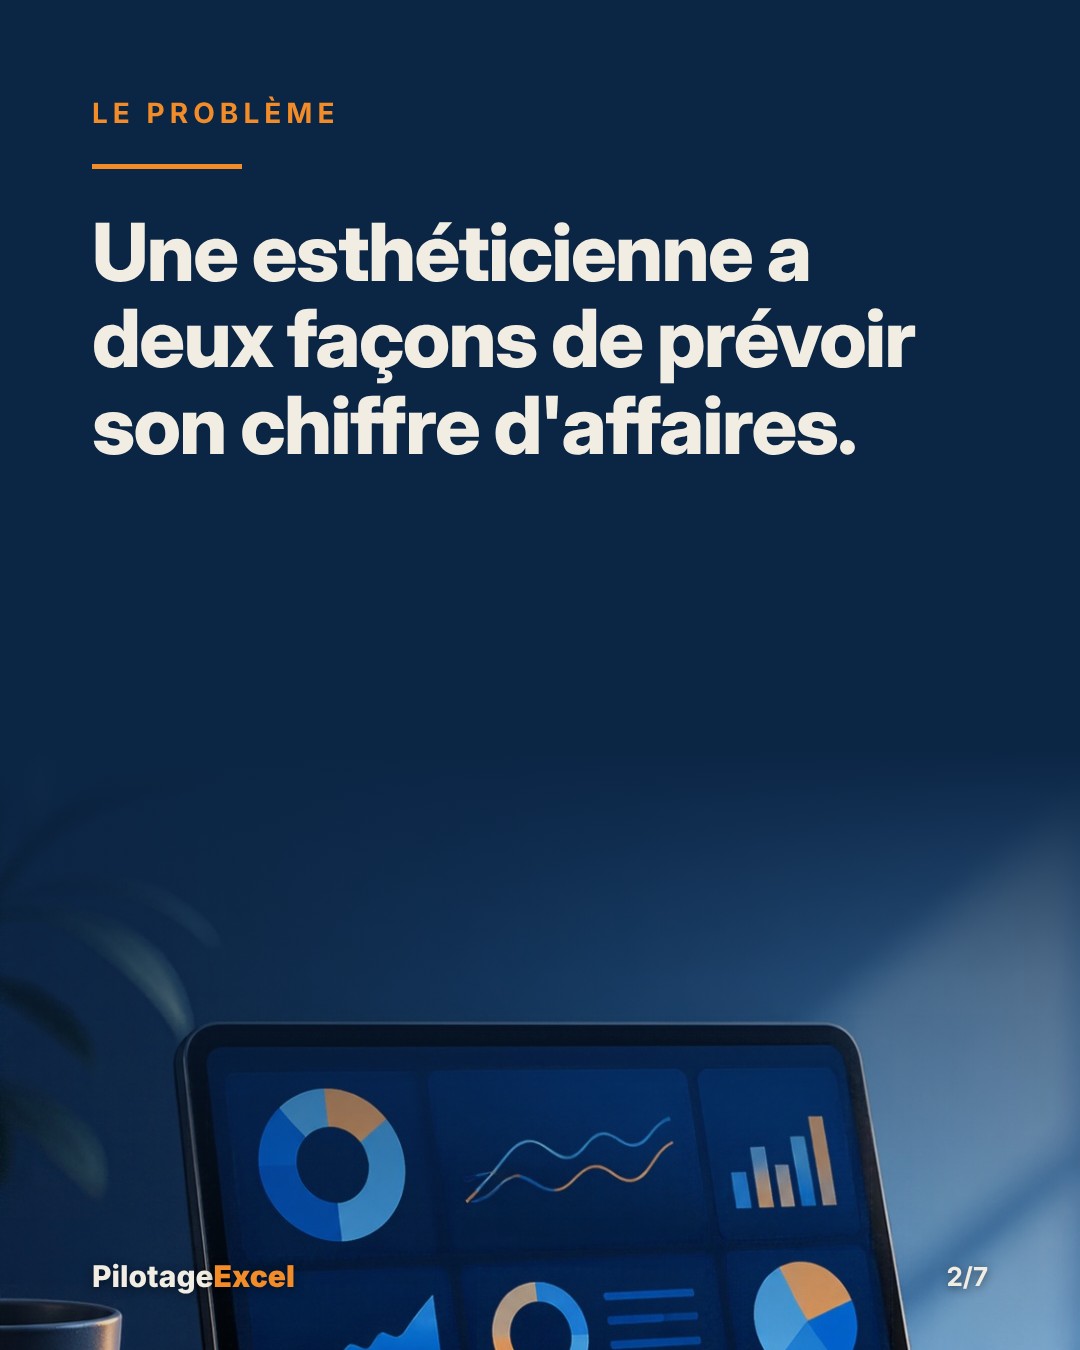 LE PROBLÈME
Une esthéticienne a
deux façons de prévoir
son chiffre d'affaires.
PilotageExcel
2/7